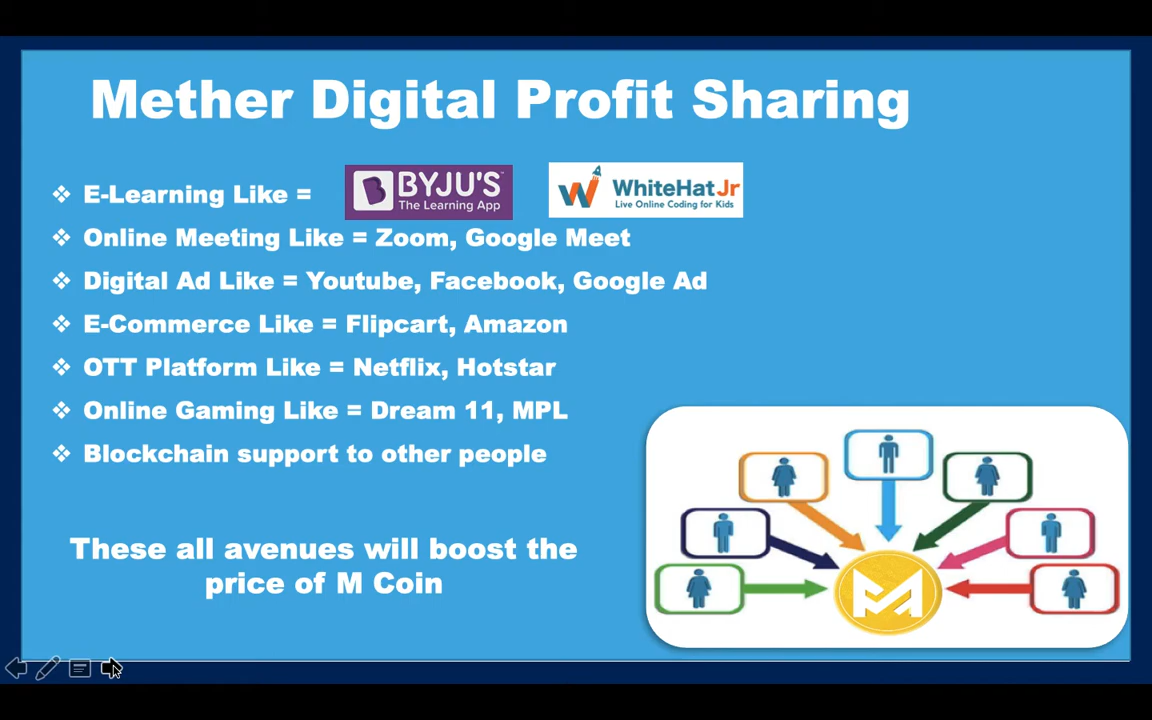 Mether Digital Profit Sharing
❖ E-Learning Like = BYJU'S The Learning App WhiteHat Jr Live Online Coding for Kids
❖ Online Meeting Like = Zoom, Google Meet
❖ Digital Ad Like = Youtube, Facebook, Google Ad
❖ E-Commerce Like = Flipcart, Amazon
❖ OTT Platform Like = Netflix, Hotstar
❖ Online Gaming Like = Dream 11, MPL
❖ Blockchain support to other people
These all avenues will boost the
price of M Coin